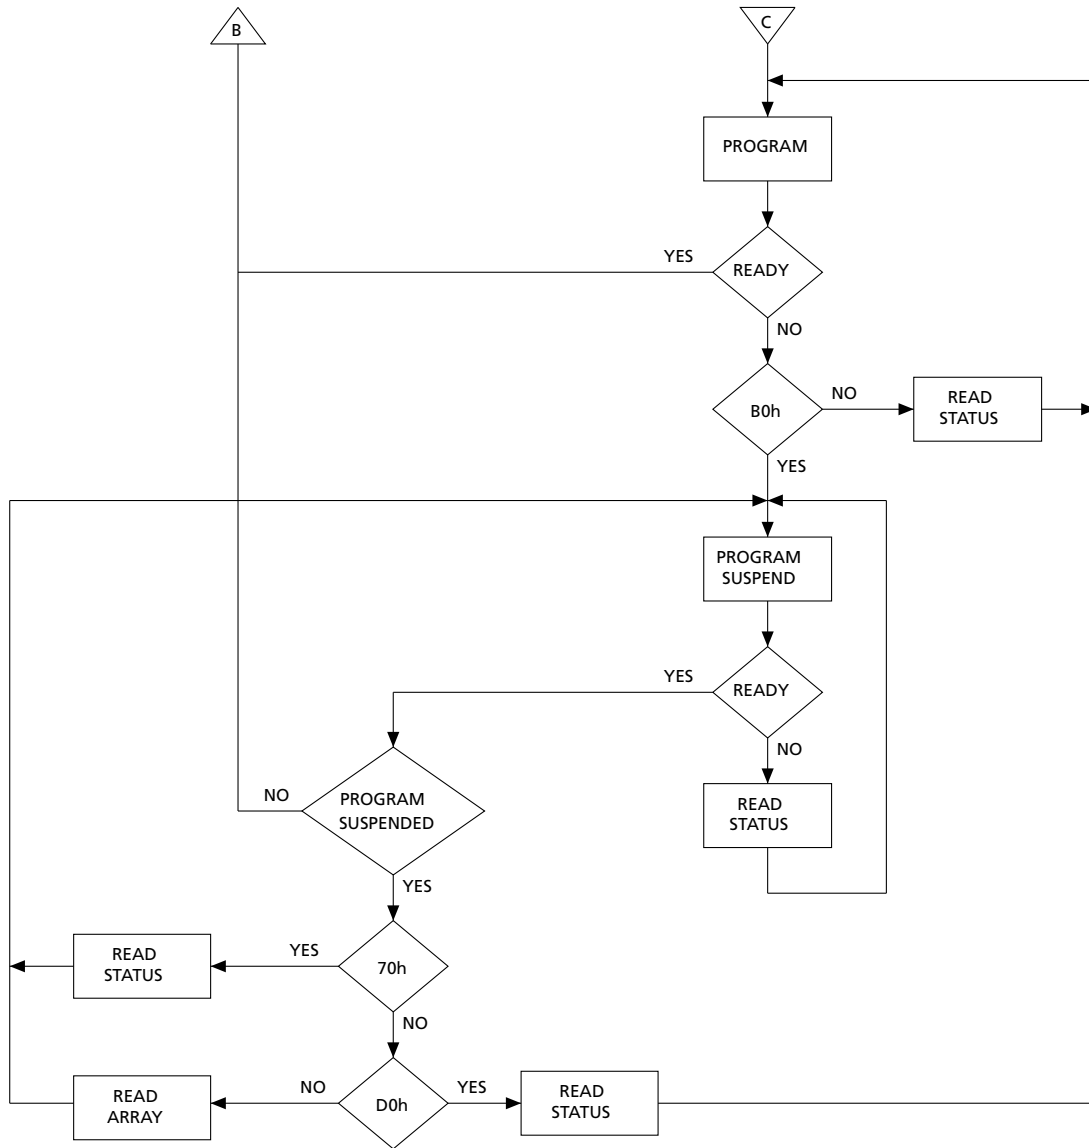 B
C
PROGRAM
YES
READY
NO
B0h
NO
READ
STATUS
YES
PROGRAM
SUSPEND
YES
READY
NO
READ
STATUS
NO
PROGRAM
SUSPENDED
YES
READ
STATUS
YES
70h
NO
READ
ARRAY
NO
D0h
YES
READ
STATUS